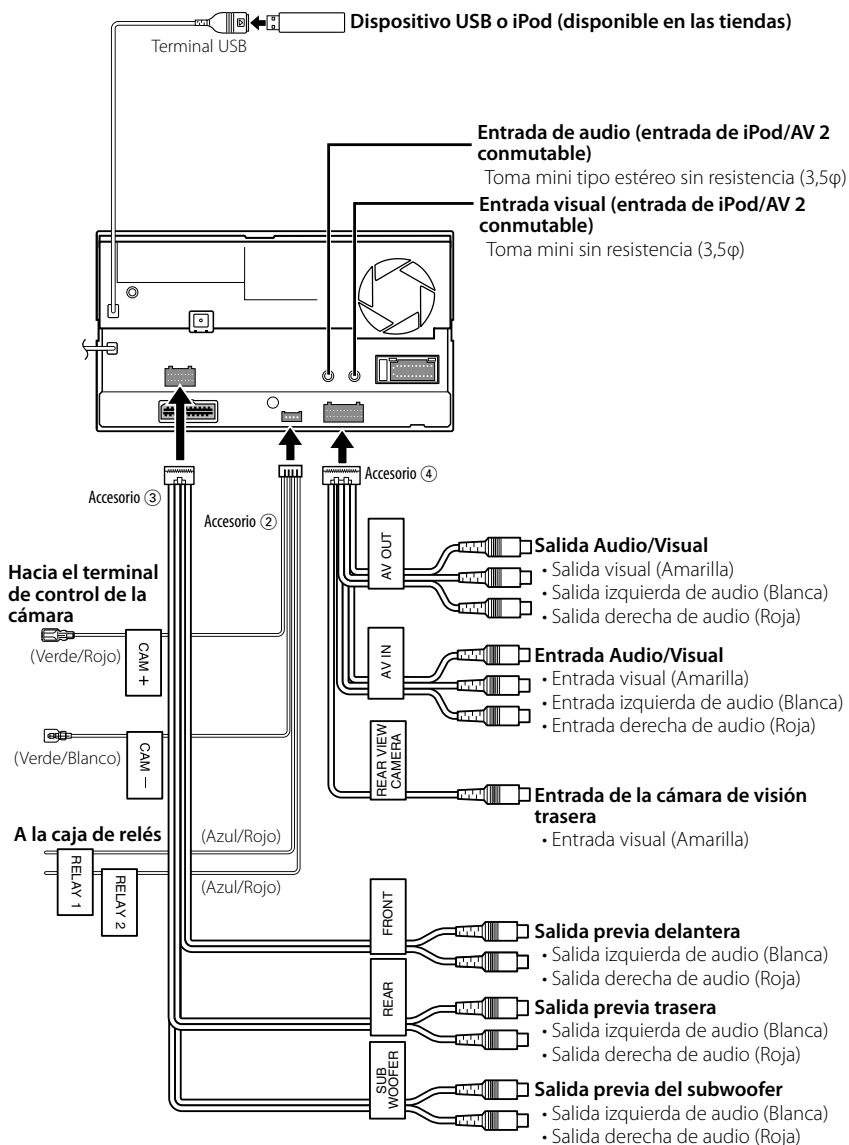 Dispositivo USB o iPod (disponible en las tiendas)
Terminal USB
Entrada de audio (entrada de iPod/AV 2
conmutable)
Toma mini tipo estéreo sin resistencia (3,5φ)
Entrada visual (entrada de iPod/AV 2
conmutable)
Toma mini sin resistencia (3,5φ)
Accesorio ③
Accesorio ②
Accesorio ④
Hacia el terminal
de control de la
cámara
(Verde/Rojo)
CAM +
(Verde/Blanco)
CAM −
A la caja de relés
(Azul/Rojo)
(Azul/Rojo)
RELAY 1
RELAY 2
AV OUT
Salida Audio/Visual
• Salida visual (Amarilla)
• Salida izquierda de audio (Blanca)
• Salida derecha de audio (Roja)
AV IN
Entrada Audio/Visual
• Entrada visual (Amarilla)
• Entrada izquierda de audio (Blanca)
• Entrada derecha de audio (Roja)
REAR VIEW
CAMERA
Entrada de la cámara de visión
trasera
• Entrada visual (Amarilla)
FRONT
Salida previa delantera
• Salida izquierda de audio (Blanca)
• Salida derecha de audio (Roja)
REAR
Salida previa trasera
• Salida izquierda de audio (Blanca)
• Salida derecha de audio (Roja)
SUB
WOOFER
Salida previa del subwoofer
• Salida izquierda de audio (Blanca)
• Salida derecha de audio (Roja)